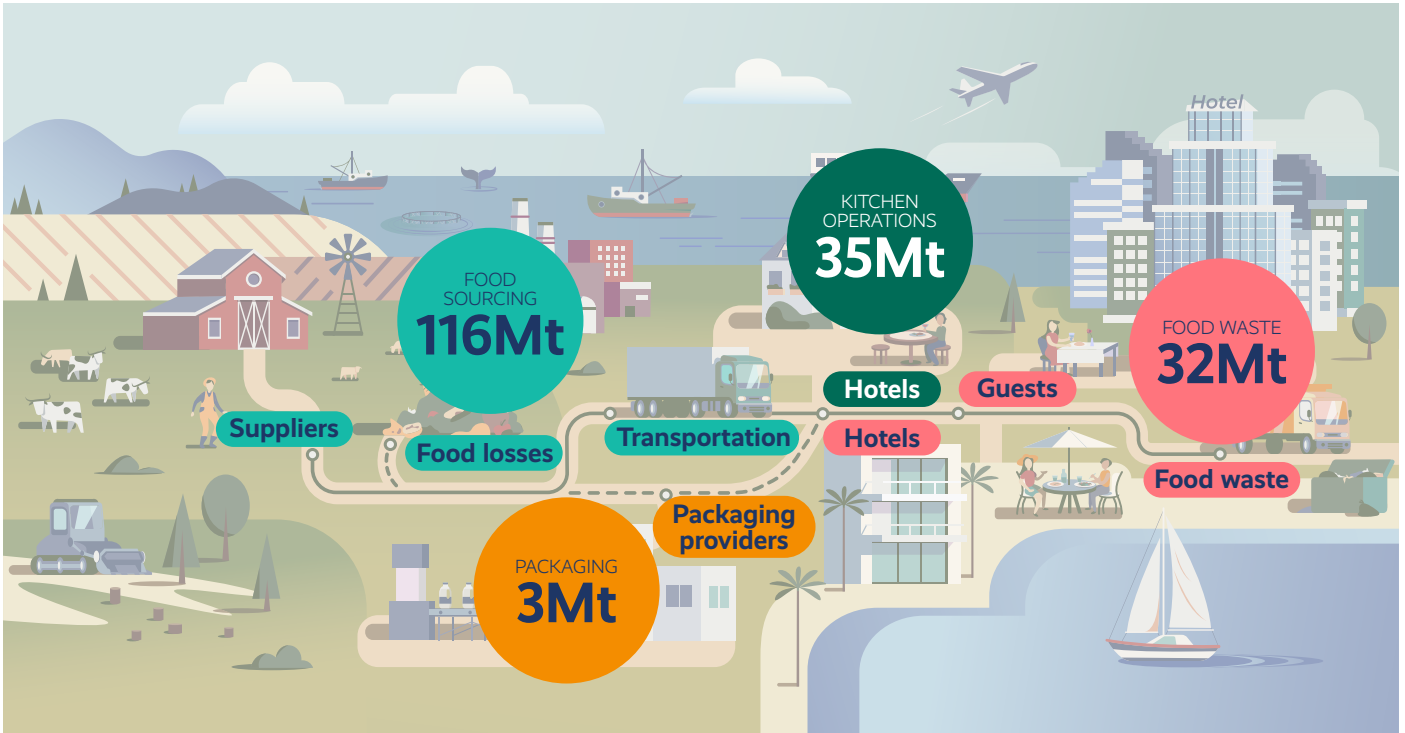 Hotel
KITCHEN
OPERATIONS
35Mt
FOOD
SOURCING
116Mt
FOOD WASTE
32Mt
Hotels
Guests
Suppliers
Food losses
Transportation
Hotels
Food waste
Packaging
providers
PACKAGING
3Mt